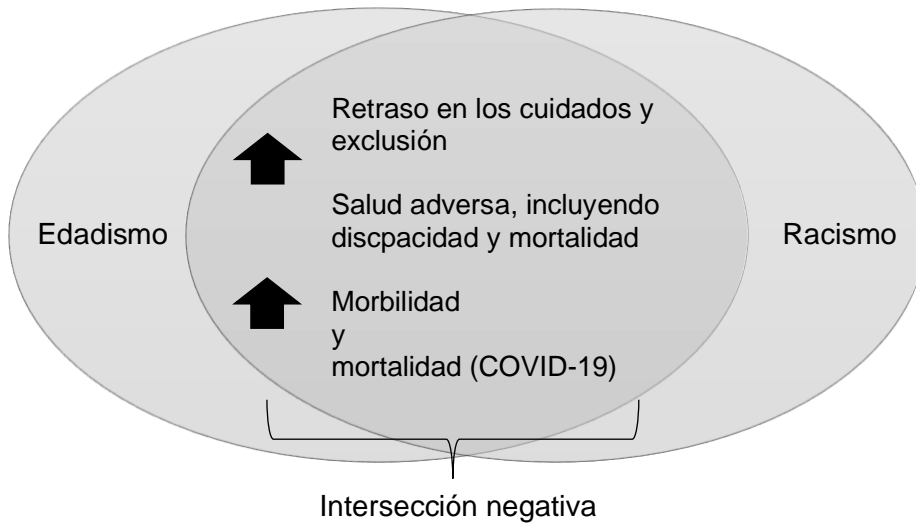 Retraso en los cuidados y
exclusión
Salud adversa, incluyendo
discpacidad y mortalidad
Edadismo
Racismo
Morbilidad
y
mortalidad (COVID-19)
Intersección negativa